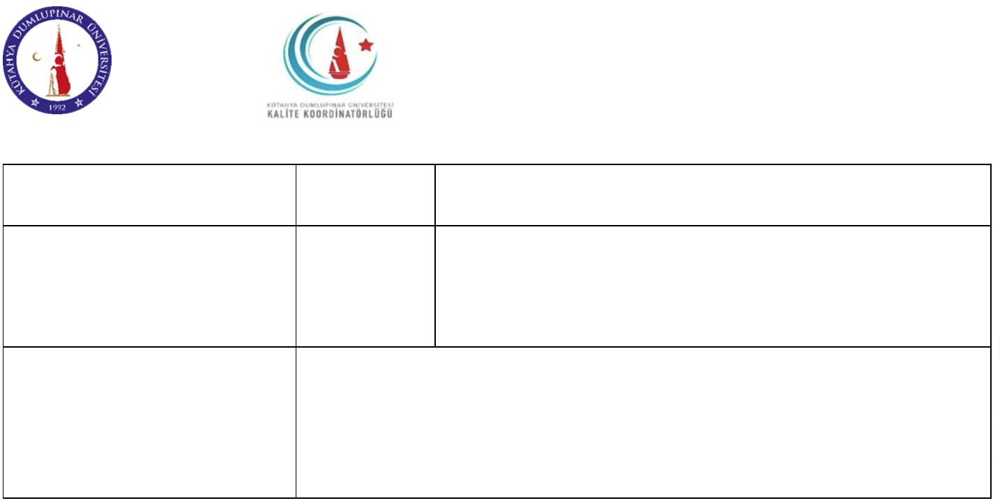 KÜTAHYA DUMLUPINAR ÜNİVERSİTESİ
1992
KÜTAHYA DUMLUPINAR ÜNİVERSİTESİ
KALİTE KOORDİNATÖRLÜĞÜ